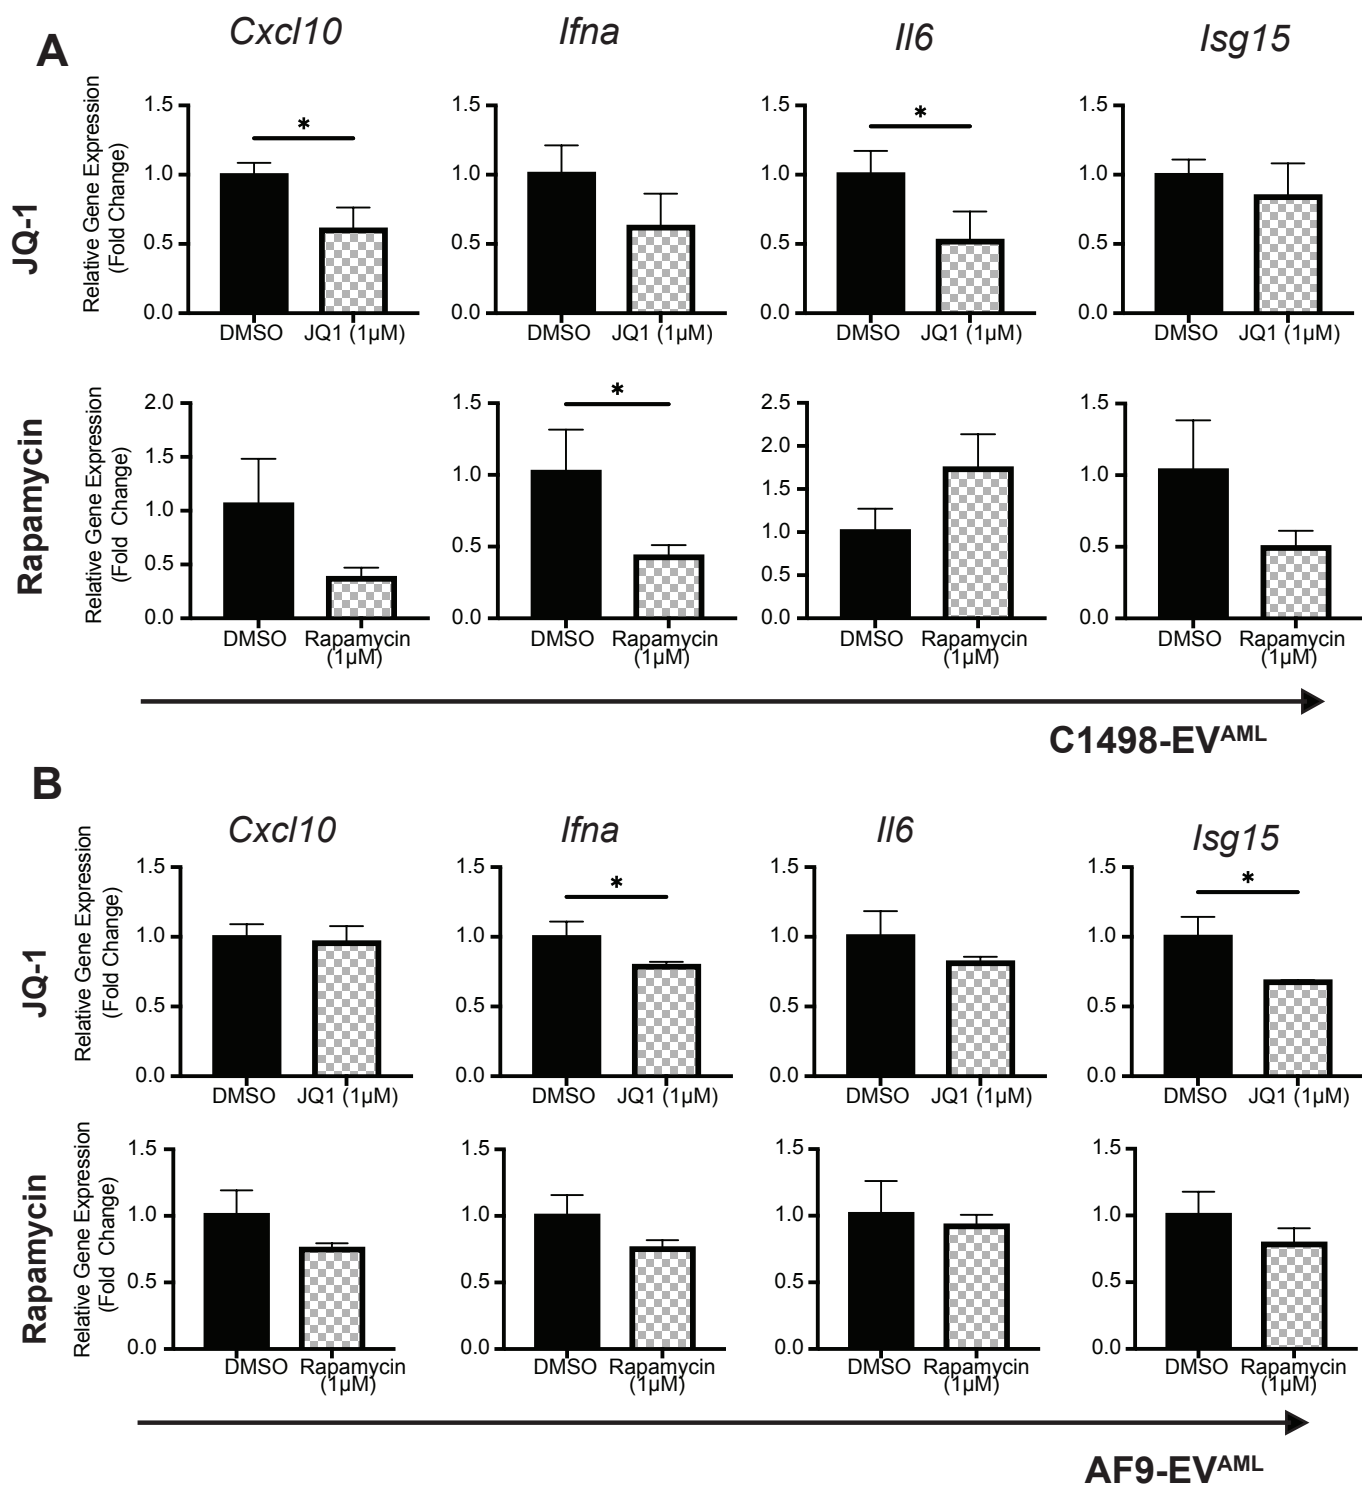 A
Cxcl10
Ifna
Il6
Isg15
JQ-1
Relative Gene Expression
(Fold Change)
1.5
1.0
0.5
0.0
*
DMSO
JQ1 (1µM)
1.5
1.0
0.5
0.0
DMSO
JQ1 (1µM)
1.5
1.0
0.5
0.0
*
DMSO
JQ1 (1µM)
1.5
1.0
0.5
0.0
DMSO
JQ1 (1µM)
Rapamycin
Relative Gene Expression
(Fold Change)
2.0
1.5
1.0
0.5
0.0
DMSO
Rapamycin
(1µM)
1.5
1.0
0.5
0.0
*
DMSO
Rapamycin
(1µM)
2.5
2.0
1.5
1.0
0.5
0.0
DMSO
Rapamycin
(1µM)
1.5
1.0
0.5
0.0
DMSO
Rapamycin
(1µM)
C1498-EVAML
B
Cxcl10
Ifna
Il6
Isg15
JQ-1
Relative Gene Expression
(Fold Change)
1.5
1.0
0.5
0.0
DMSO
JQ1 (1µM)
1.5
1.0
0.5
0.0
*
DMSO
JQ1 (1µM)
1.5
1.0
0.5
0.0
DMSO
JQ1 (1µM)
1.5
1.0
0.5
0.0
*
DMSO
JQ1 (1µM)
Rapamycin
Relative Gene Expression
(Fold Change)
1.5
1.0
0.5
0.0
DMSO
Rapamycin
(1µM)
1.5
1.0
0.5
0.0
DMSO
Rapamycin
(1µM)
1.5
1.0
0.5
0.0
DMSO
Rapamycin
(1µM)
1.5
1.0
0.5
0.0
DMSO
Rapamycin
(1µM)
AF9-EVAML